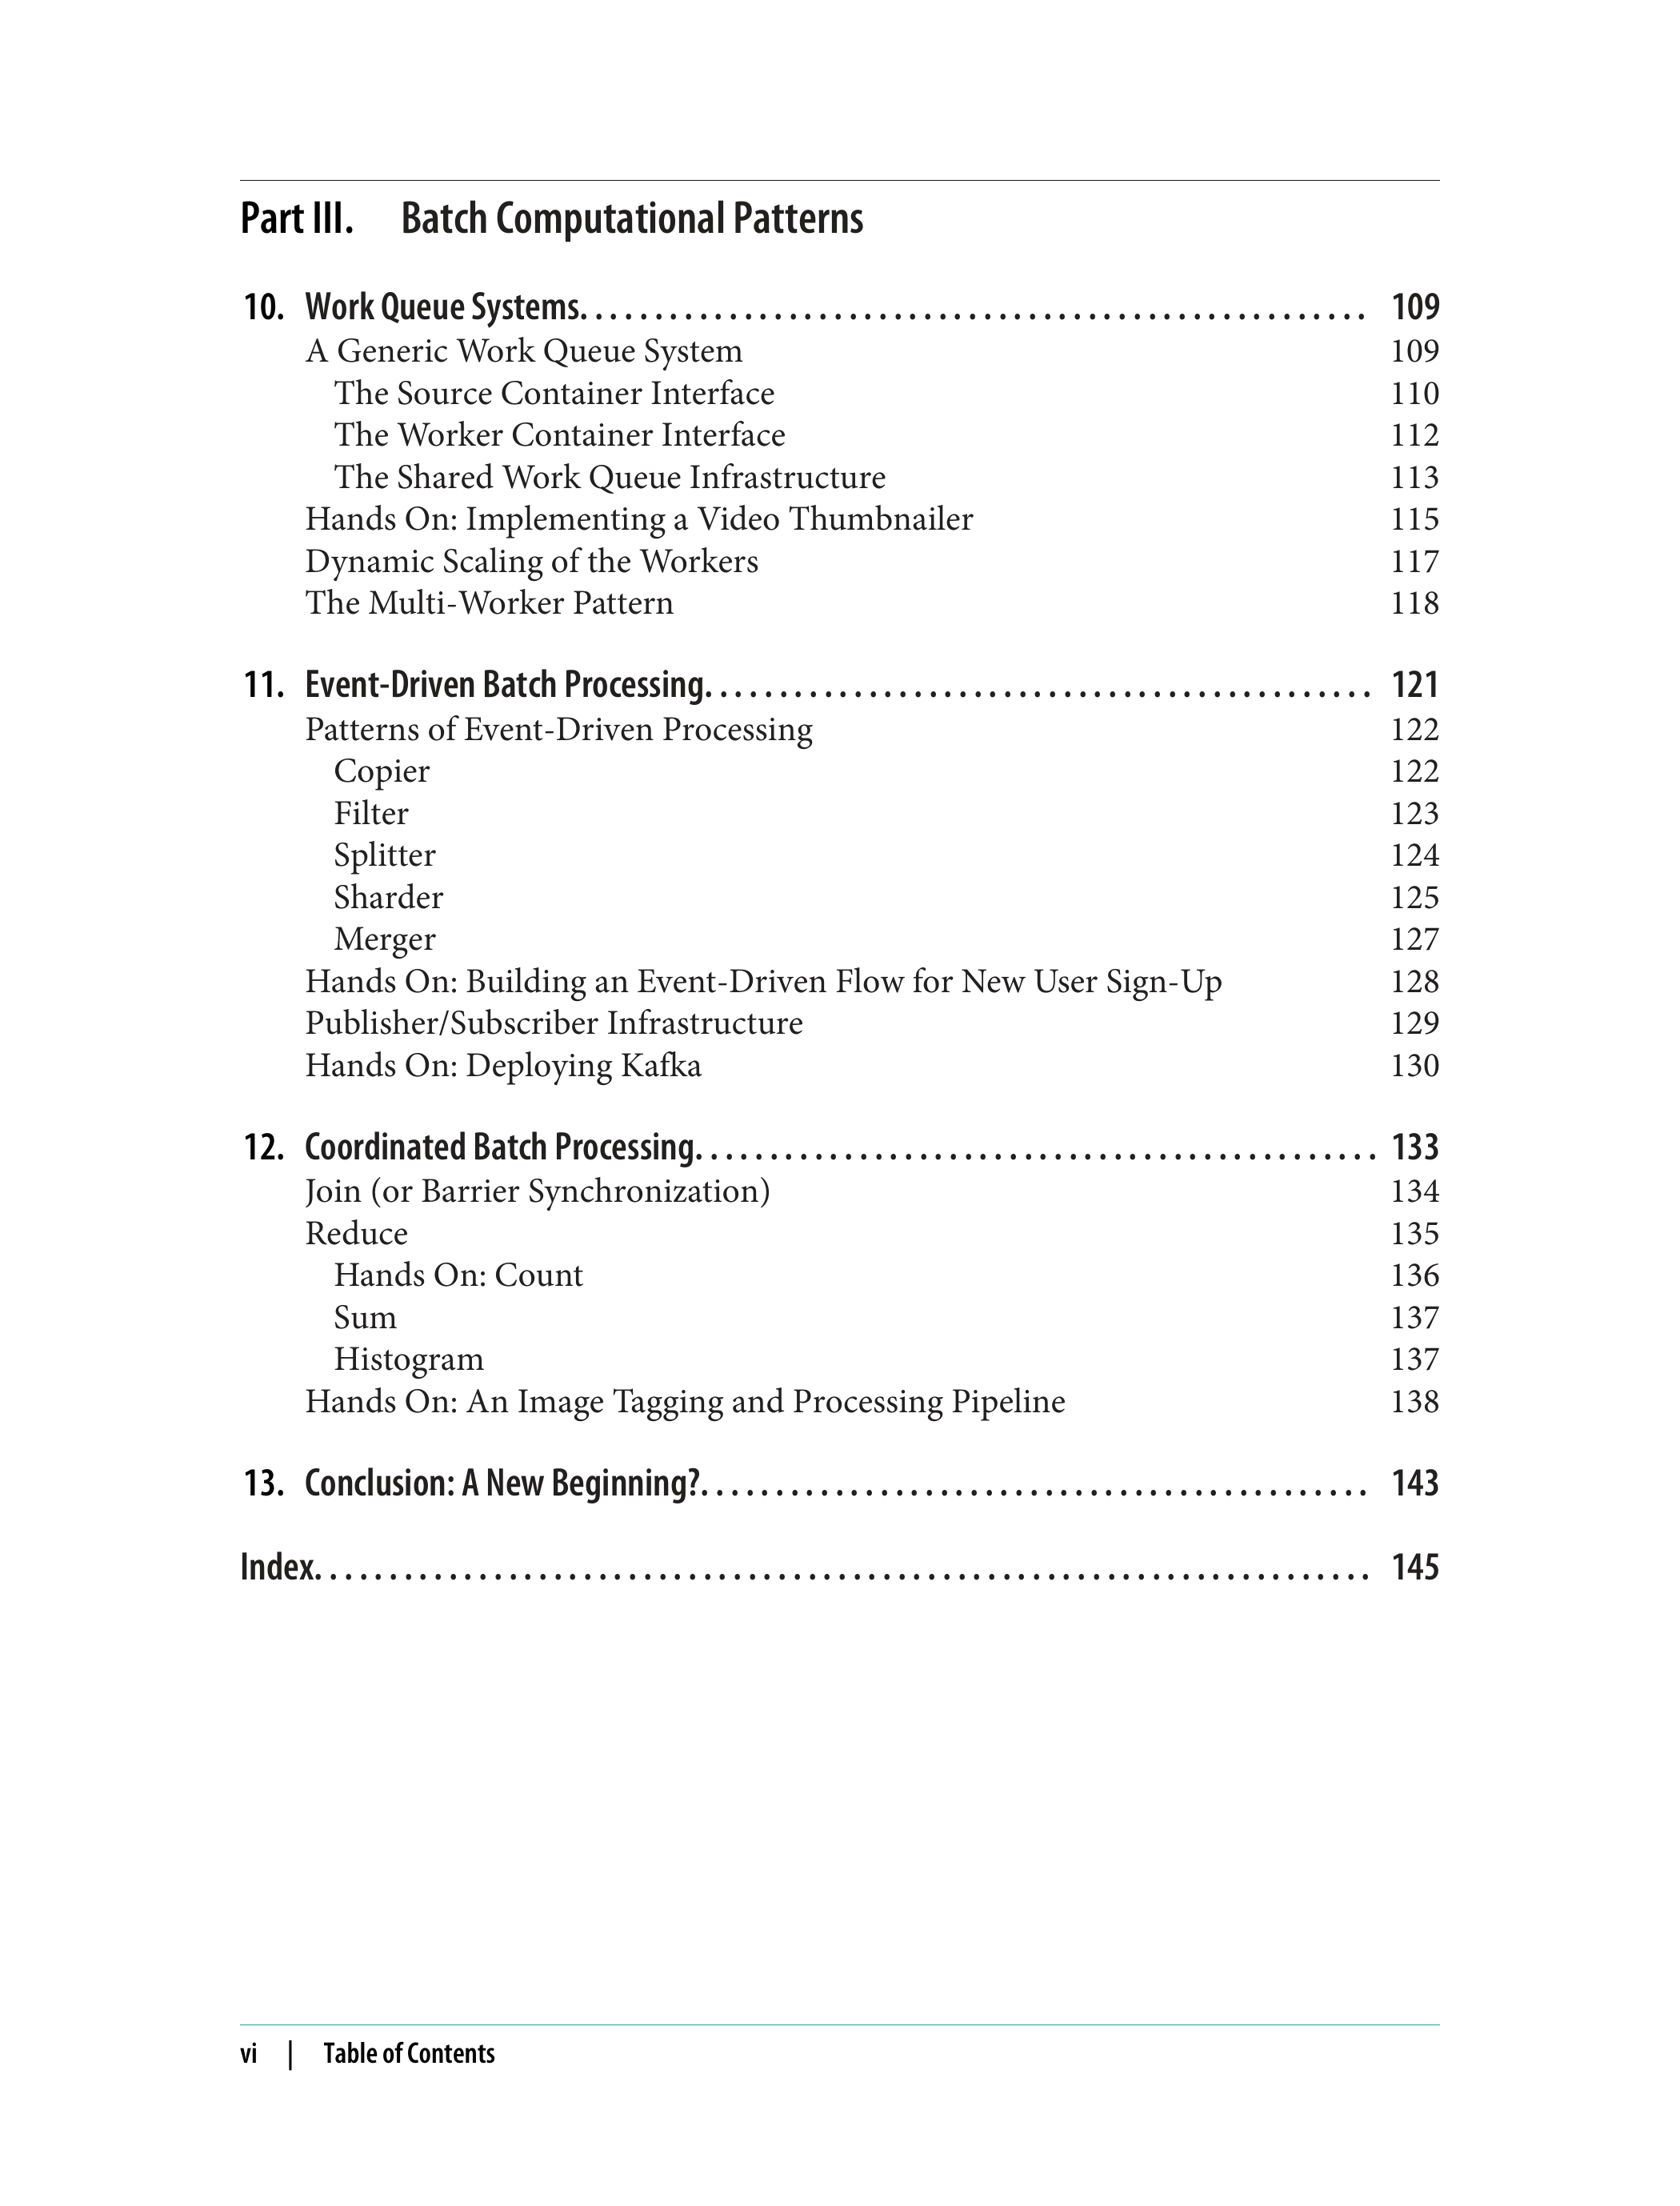 Part III. Batch Computational Patterns
10. Work Queue Systems. . . . . . . . . . . . . . . . . . . . . . . . . . . . . . . . . . . . . . . . . . . . . . . . . . . . . 109
A Generic Work Queue System 109
The Source Container Interface 110
The Worker Container Interface 112
The Shared Work Queue Infrastructure 113
Hands On: Implementing a Video Thumbnailer 115
Dynamic Scaling of the Workers 117
The Multi-Worker Pattern 118
11. Event-Driven Batch Processing. . . . . . . . . . . . . . . . . . . . . . . . . . . . . . . . . . . . . . . . . . . . . 121
Patterns of Event-Driven Processing 122
Copier 122
Filter 123
Splitter 124
Sharder 125
Merger 127
Hands On: Building an Event-Driven Flow for New User Sign-Up 128
Publisher/Subscriber Infrastructure 129
Hands On: Deploying Kafka 130
12. Coordinated Batch Processing. . . . . . . . . . . . . . . . . . . . . . . . . . . . . . . . . . . . . . . . . . . . . . 133
Join (or Barrier Synchronization) 134
Reduce 135
Hands On: Count 136
Sum 137
Histogram 137
Hands On: An Image Tagging and Processing Pipeline 138
13. Conclusion: A New Beginning?. . . . . . . . . . . . . . . . . . . . . . . . . . . . . . . . . . . . . . . . . . . . . 143
Index. . . . . . . . . . . . . . . . . . . . . . . . . . . . . . . . . . . . . . . . . . . . . . . . . . . . . . . . . . . . . . . . . . . . . . . 145
vi | Table of Contents